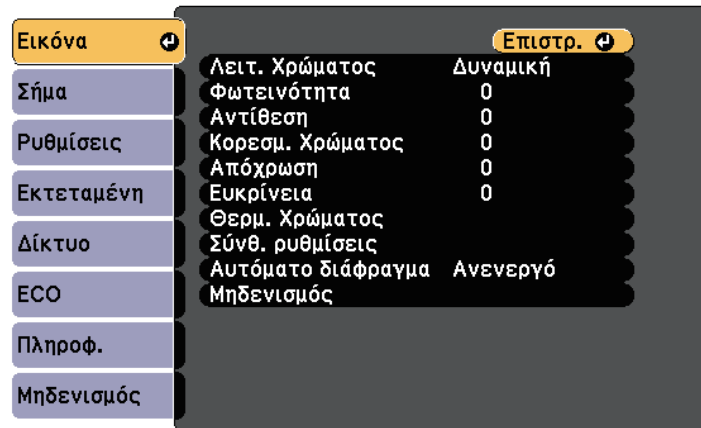 Εικόνα
Σήμα
Ρυθμίσεις
Εκτεταμένη
Δίκτυο
ECO
Πληροφ.
Μηδενισμός
Επιστρ.
Λειτ. Χρώματος Δυναμική
Φωτεινότητα 0
Αντίθεση 0
Κορεσμ. Χρώματος 0
Απόχρωση 0
Ευκρίνεια 0
Θερμ. Χρώματος
Σύνθ. ρυθμίσεις
Αυτόματο διάφραγμα Ανενεργό
Μηδενισμός